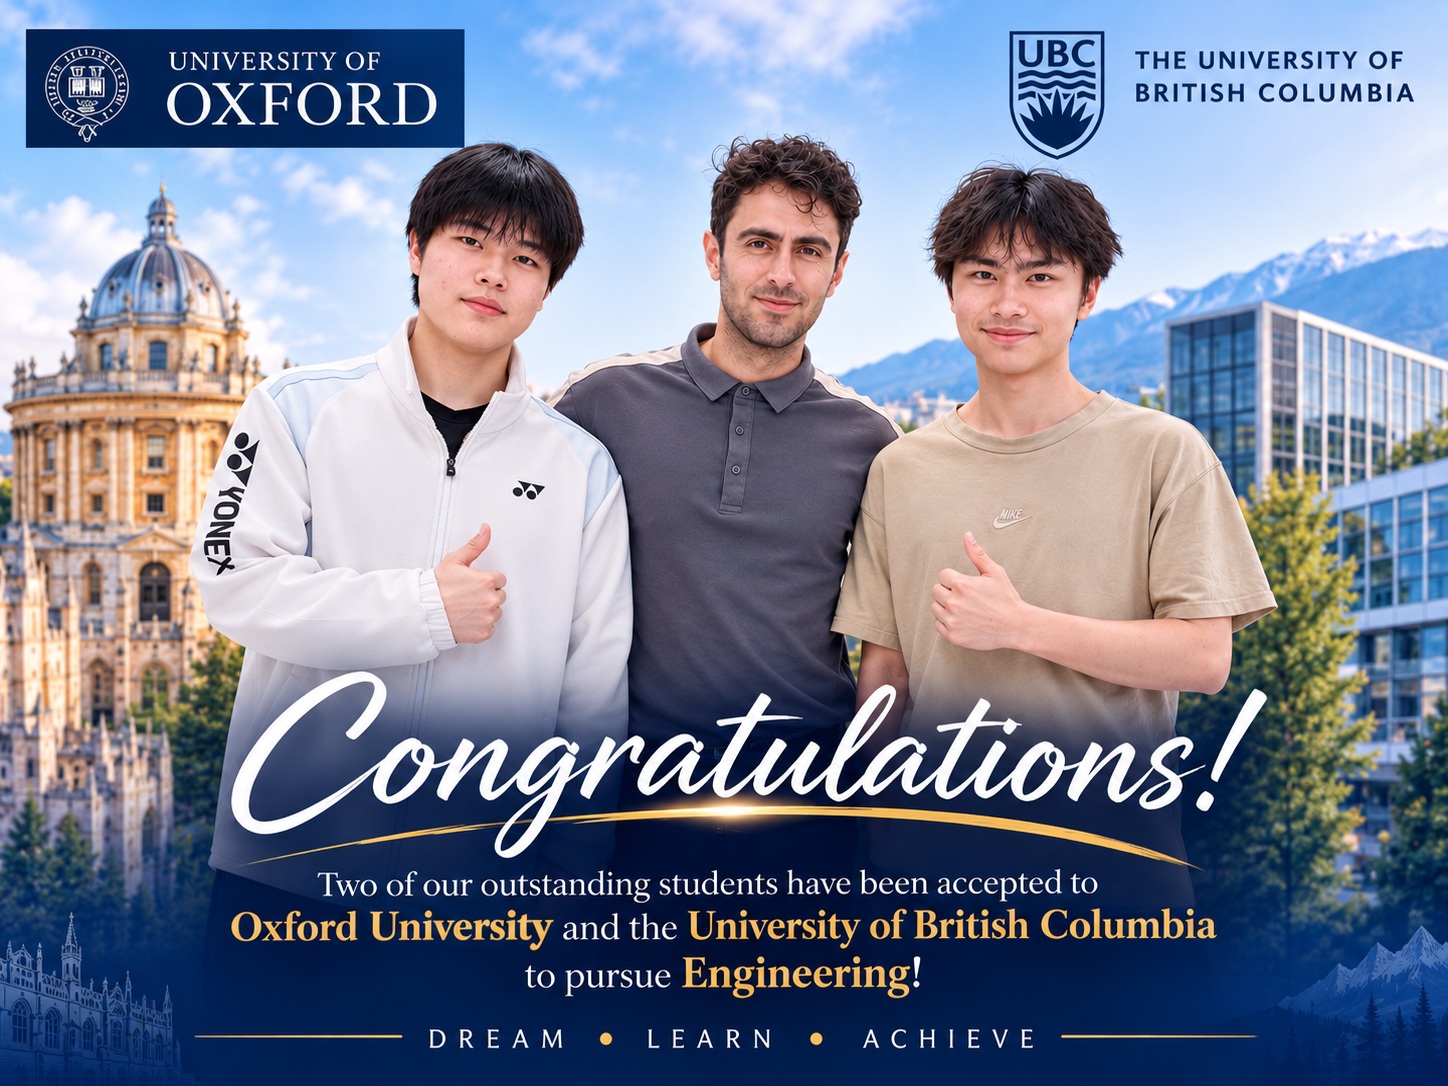 UNIVERSITY OF
OXFORD
UBC
THE UNIVERSITY OF
BRITISH COLUMBIA
YONEX
NIKE
Congratulations!
Two of our outstanding students have been accepted to
Oxford University and the University of British Columbia
to pursue Engineering!
DREAM • LEARN • ACHIEVE